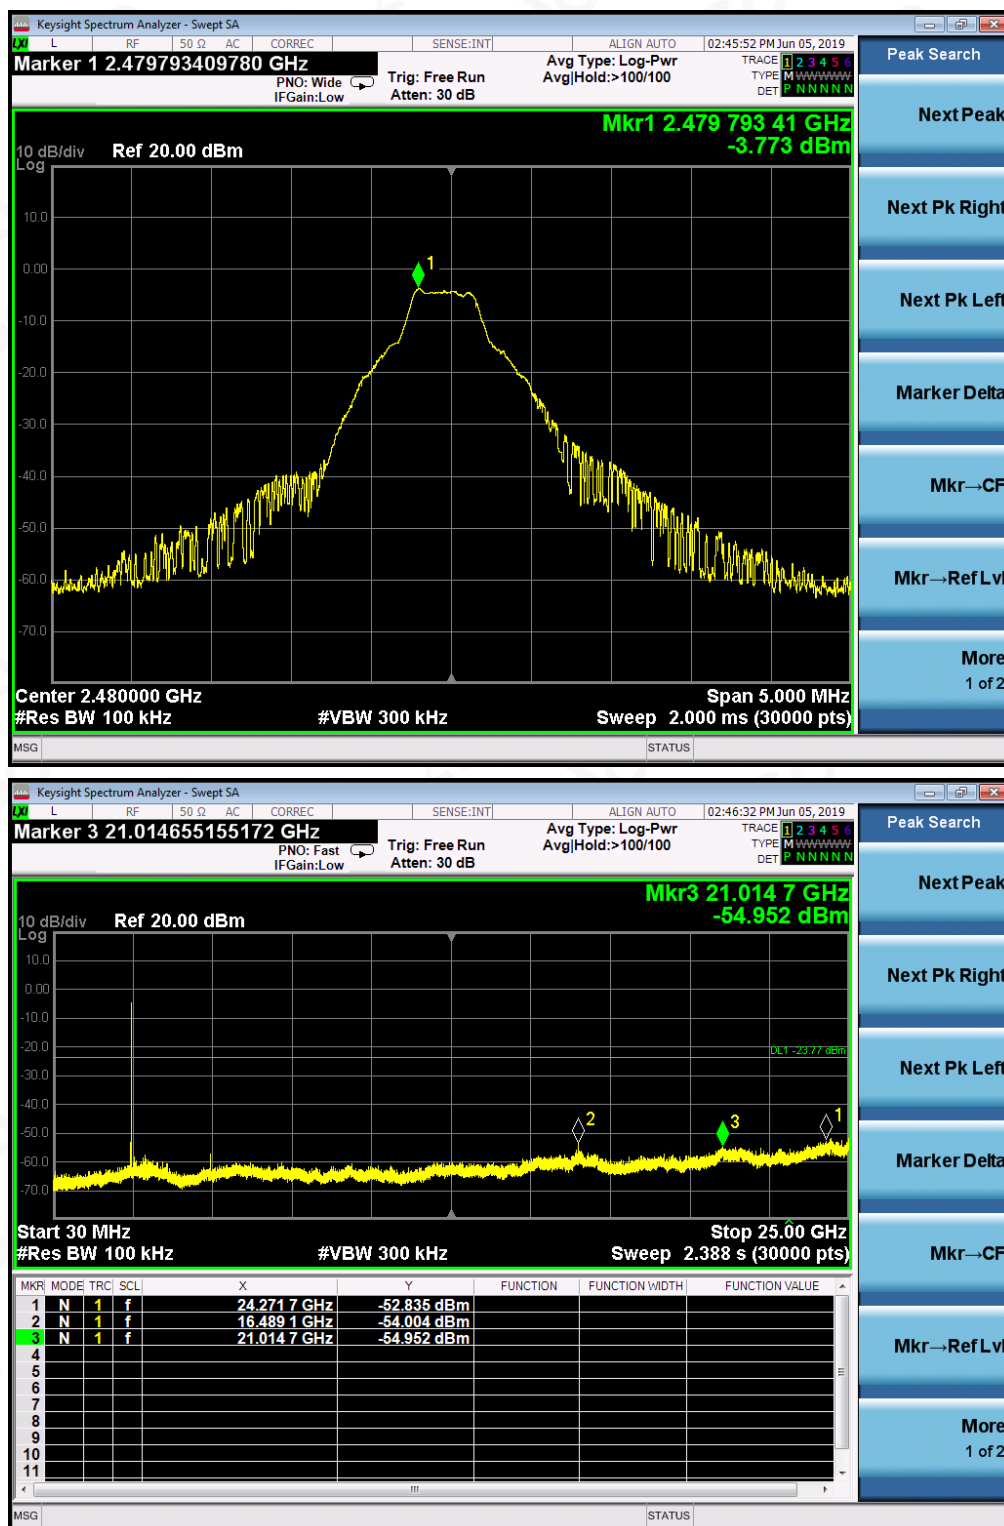 Keysight Spectrum Analyzer - Swept SA
LXI L RF 50 Ω AC CORREC SENSE:INT ALIGN AUTO 02:45:52 PM Jun 05, 2019
Marker 1 2.479793409780 GHz
PNO: Wide
IFGain:Low
Trig: Free Run
Atten: 30 dB
Avg Type: Log-Pwr
Avg|Hold:>100/100
TRACE 1 2 3 4 5 6
TYPE M WWWWW
DET P N N N N N
Mkr1 2.479 793 41 GHz
-3.773 dBm
10 dB/div Ref 20.00 dBm
Log
10.0
0.00
-10.0
-20.0
-30.0
-40.0
-50.0
-60.0
-70.0
1
Center 2.480000 GHz Span 5.000 MHz
#Res BW 100 kHz #VBW 300 kHz Sweep 2.000 ms (30000 pts)
MSG STATUS
Peak Search
Next Peak
Next Pk Right
Next Pk Left
Marker Delta
Mkr→CF
Mkr→Ref Lvl
More
1 of 2
Keysight Spectrum Analyzer - Swept SA
LXI L RF 50 Ω AC CORREC SENSE:INT ALIGN AUTO 02:46:32 PM Jun 05, 2019
Marker 3 21.014655155172 GHz
PNO: Fast
IFGain:Low
Trig: Free Run
Atten: 30 dB
Avg Type: Log-Pwr
Avg|Hold:>100/100
TRACE 1 2 3 4 5 6
TYPE M WWWWW
DET P N N N N N
Mkr3 21.014 7 GHz
-54.952 dBm
10 dB/div Ref 20.00 dBm
Log
10.0
0.00
-10.0
-20.0
-30.0
-40.0
-50.0
-60.0
-70.0
DL1 -23.77 dBm
2
3
1
Start 30 MHz Stop 25.00 GHz
#Res BW 100 kHz #VBW 300 kHz Sweep 2.388 s (30000 pts)
MKR MODE TRC SCL X Y FUNCTION FUNCTION WIDTH FUNCTION VALUE
1 N 1 f 24.271 7 GHz -52.835 dBm
2 N 1 f 16.489 1 GHz -54.004 dBm
3 N 1 f 21.014 7 GHz -54.952 dBm
4
5
6
7
8
9
10
11
MSG STATUS
Peak Search
Next Peak
Next Pk Right
Next Pk Left
Marker Delta
Mkr→CF
Mkr→Ref Lvl
More
1 of 2